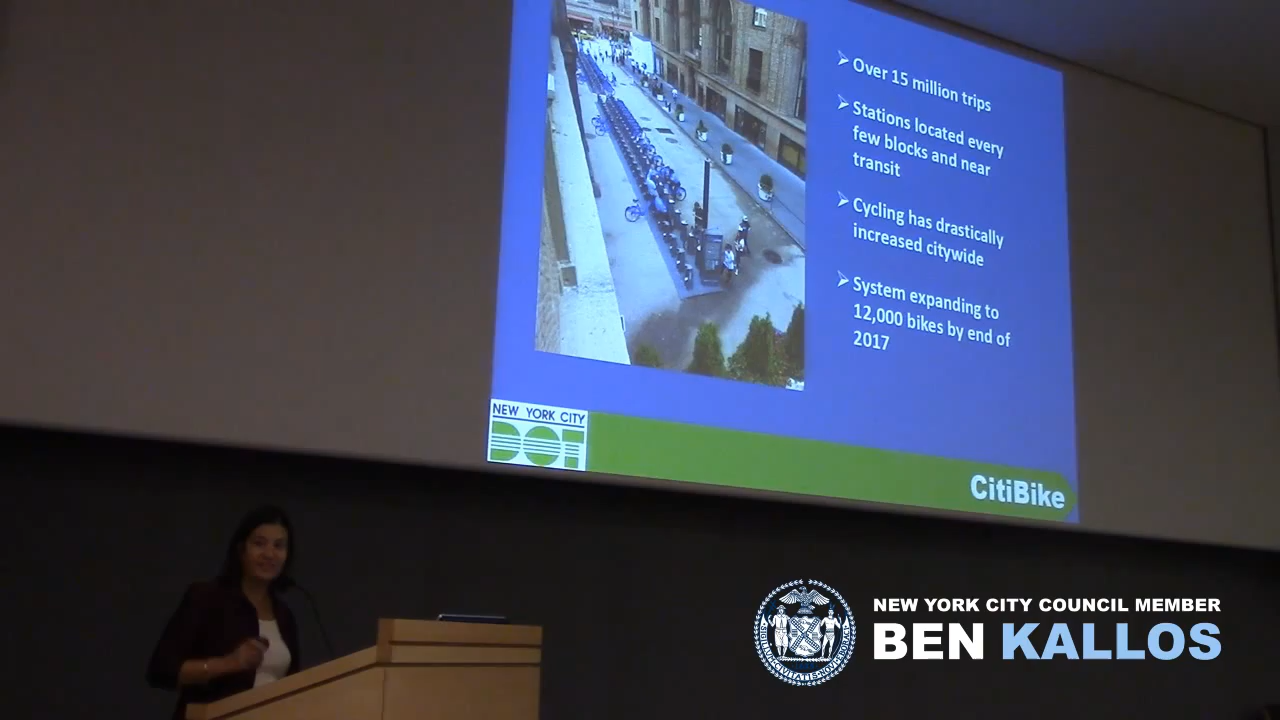 Over 15 million trips
Stations located every
few blocks and near
transit
Cycling has drastically
increased citywide
System expanding to
12,000 bikes by end of
2017
NEW YORK CITY
DOT
CitiBike
NEW YORK CITY COUNCIL MEMBER
BEN KALLOS